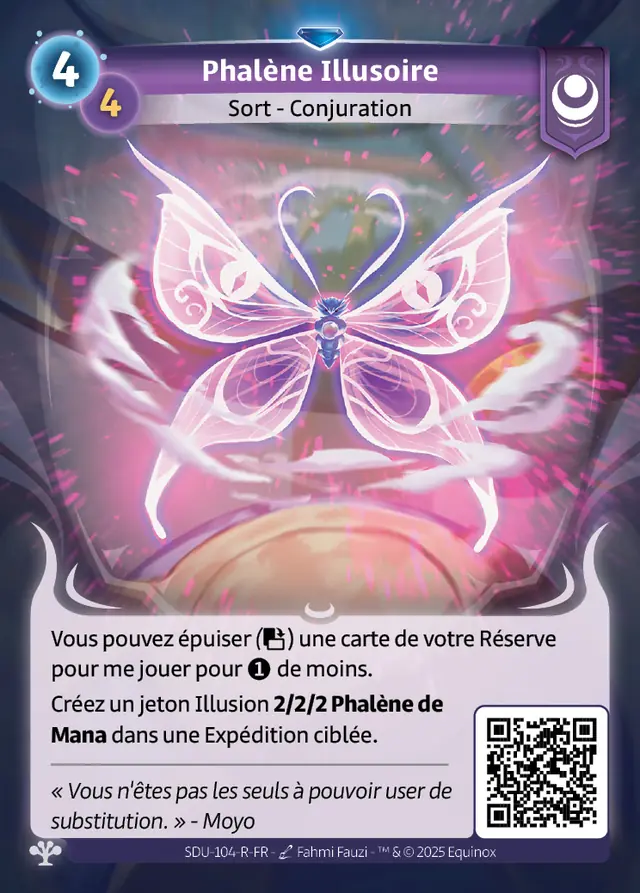 4
4
Phalène Illusoire
Sort - Conjuration
Vous pouvez épuiser () une carte de votre Réserve
pour me jouer pour 1 de moins.
Créez un jeton Illusion 2/2/2 Phalène de
Mana dans une Expédition ciblée.
« Vous n'êtes pas les seuls à pouvoir user de
substitution. » - Moyo
SDU-104-R-FR - Fahmi Fauzi - ™ & © 2025 Equinox